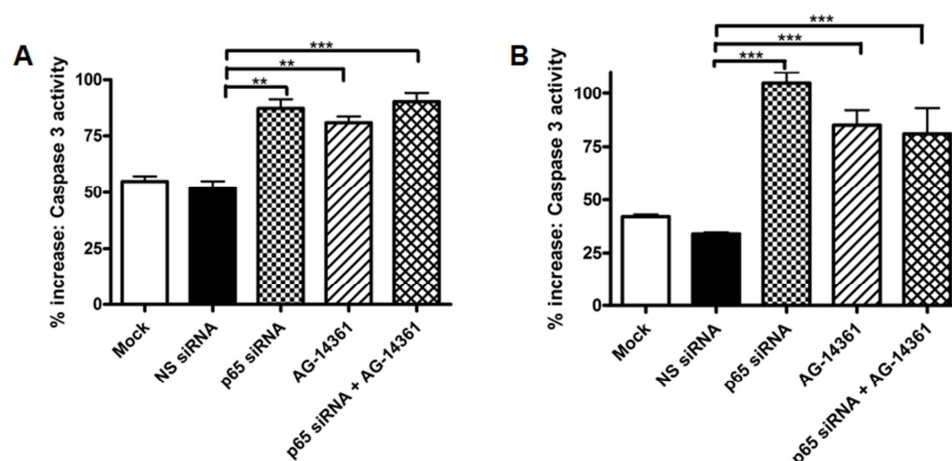 A
% increase: Caspase 3 activity
100
75
50
25
0
***
**
**
Mock
NS siRNA
p65 siRNA
AG-14361
p65 siRNA + AG-14361
B
% increase: Caspase 3 activity
100
75
50
25
0
***
***
***
Mock
NS siRNA
p65 siRNA
AG-14361
p65 siRNA + AG-14361